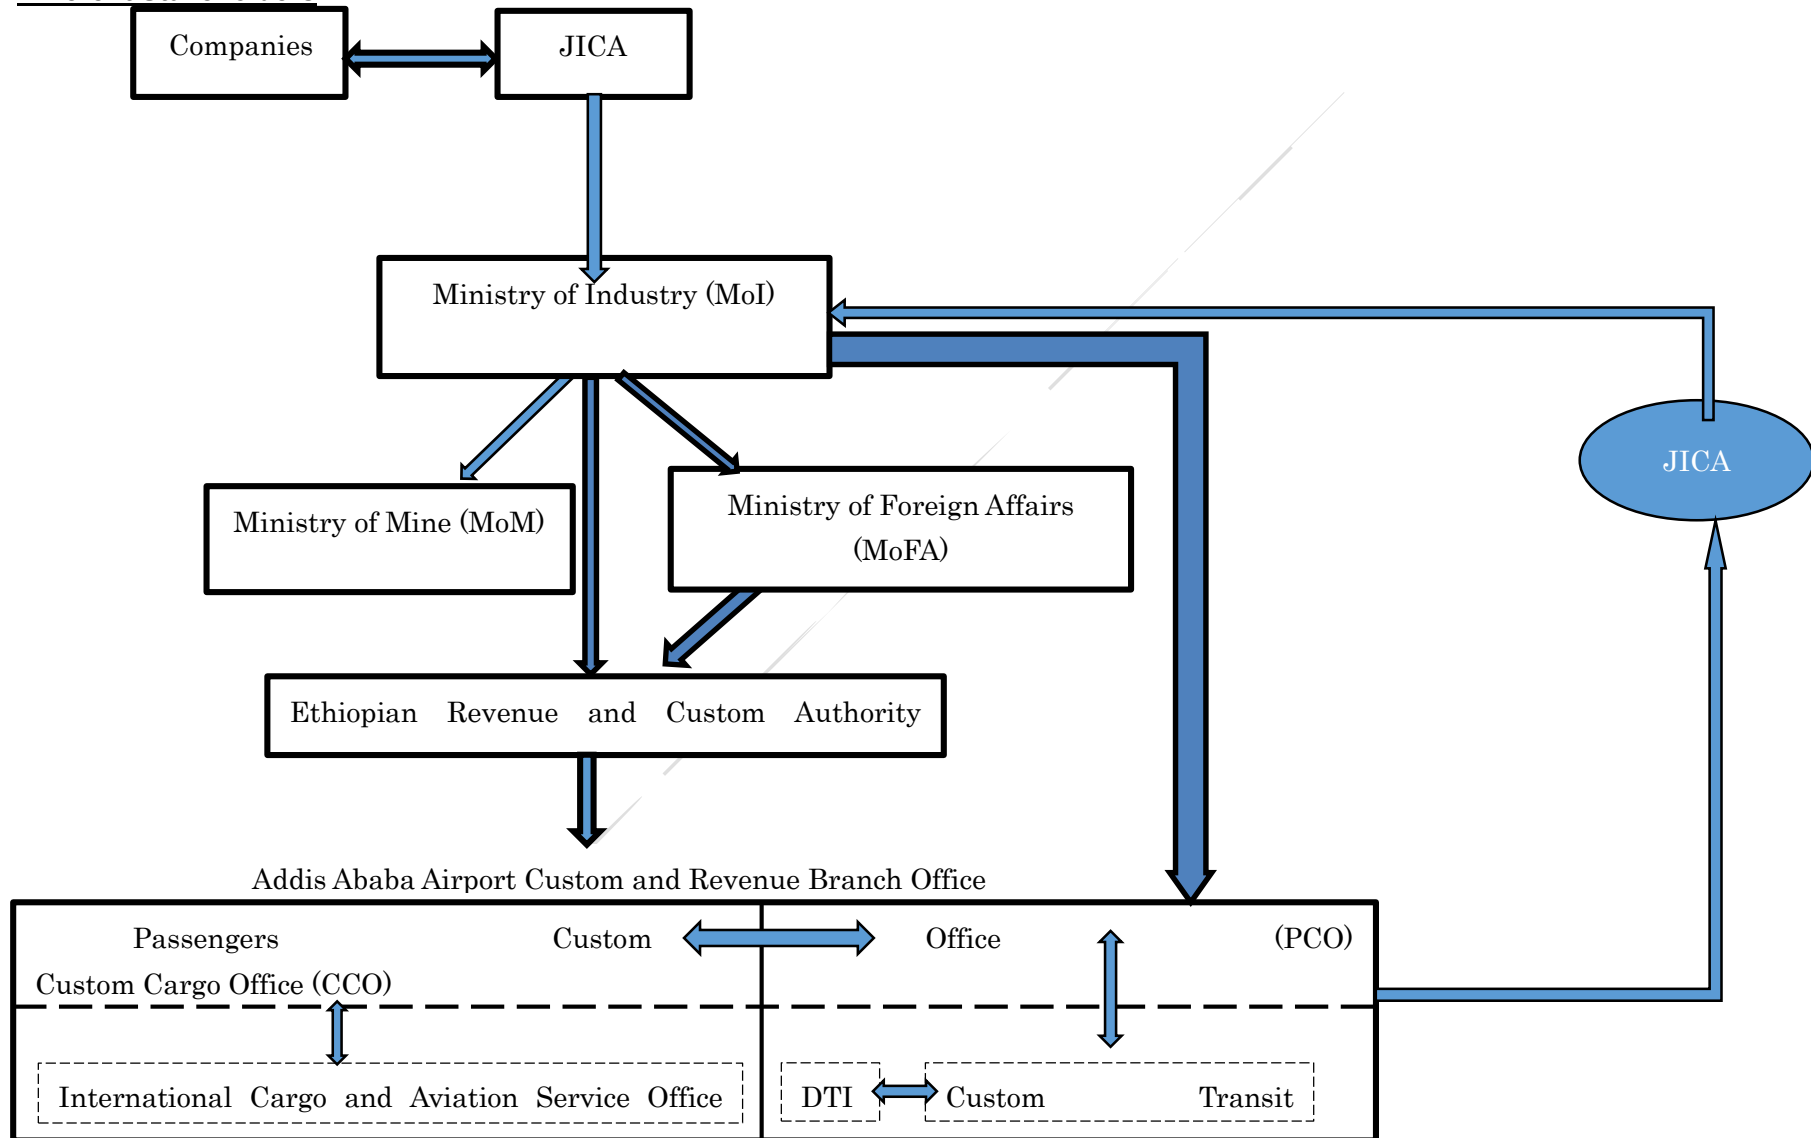 Companies
JICA
Ministry of Industry (MoI)
JICA
Ministry of Mine (MoM)
Ministry of Foreign Affairs
(MoFA)
Ethiopian Revenue and Custom Authority
Addis Ababa Airport Custom and Revenue Branch Office
Passengers Custom Office (PCO)
Custom Cargo Office (CCO)
International Cargo and Aviation Service Office
DTI
Custom Transit